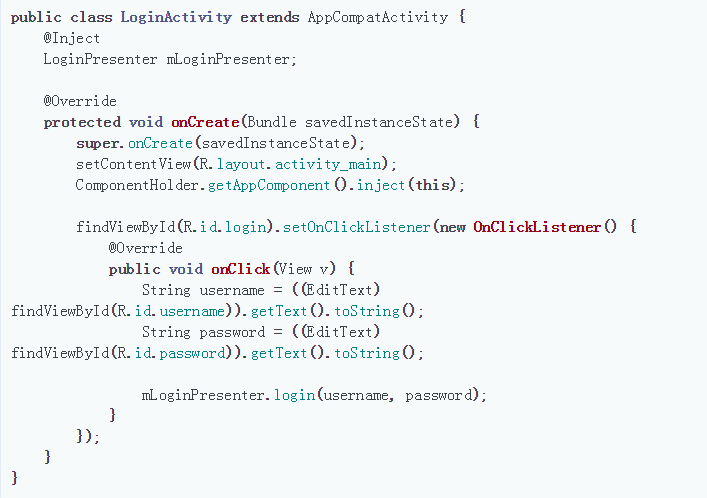 public class LoginActivity extends AppCompatActivity {
    @Inject
    LoginPresenter mLoginPresenter;

    @Override
    protected void onCreate(Bundle savedInstanceState) {
        super.onCreate(savedInstanceState);
        setContentView(R.layout.activity_main);
        ComponentHolder.getAppComponent().inject(this);

        findViewById(R.id.login).setOnClickListener(new OnClickListener() {
            @Override
            public void onClick(View v) {
                String username = ((EditText)
findViewById(R.id.username)).getText().toString();
                String password = ((EditText)
findViewById(R.id.password)).getText().toString();

                mLoginPresenter.login(username, password);
            }
        });
    }
}